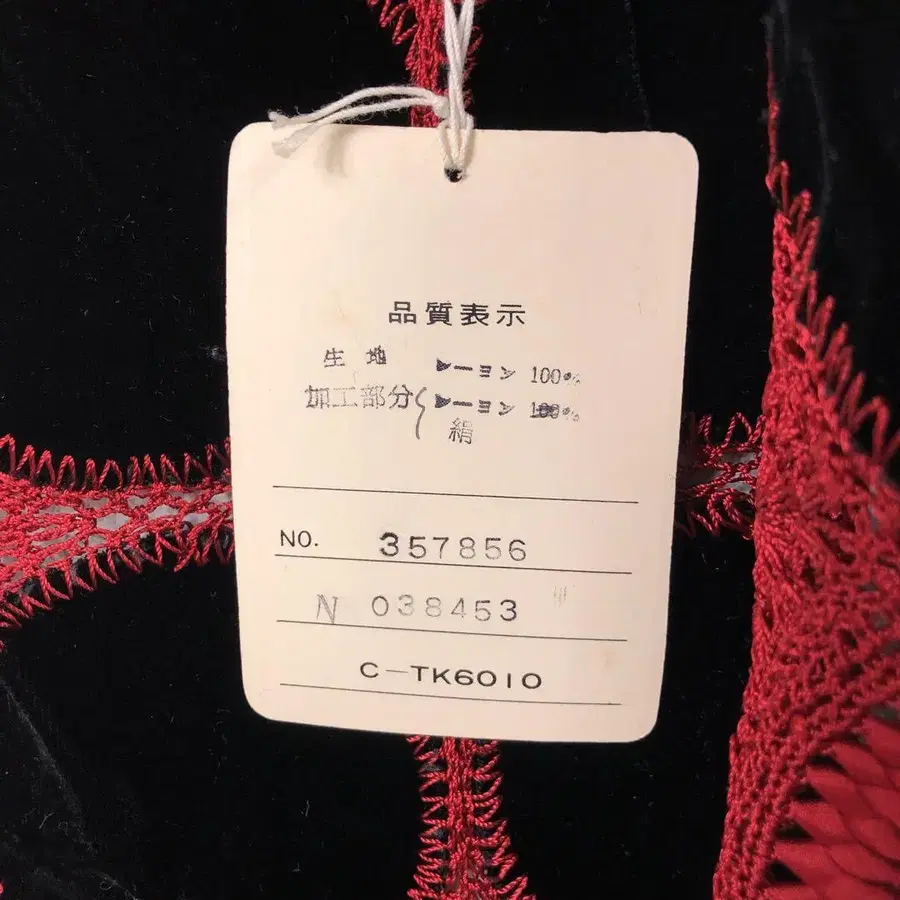 品質表示
生地 レーヨン 100%
加工部分 レーヨン 100%
絹
NO. 357856
N 038453
C-TK6010